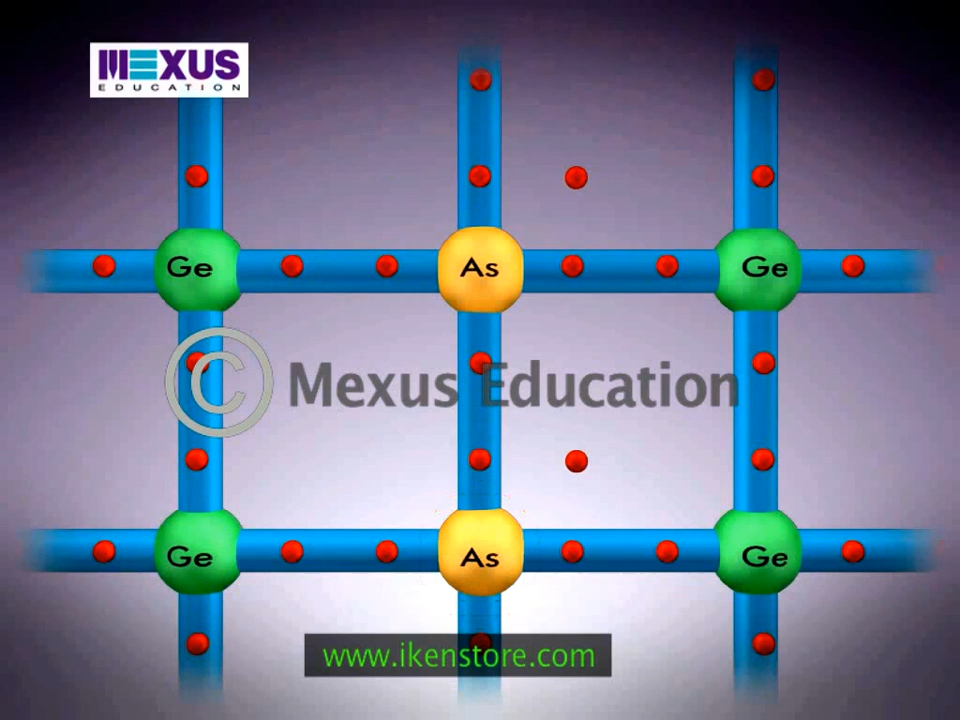 MEXUS
EDUCATION
Ge As Ge
© Mexus Education
Ge As Ge
www.ikenstore.com